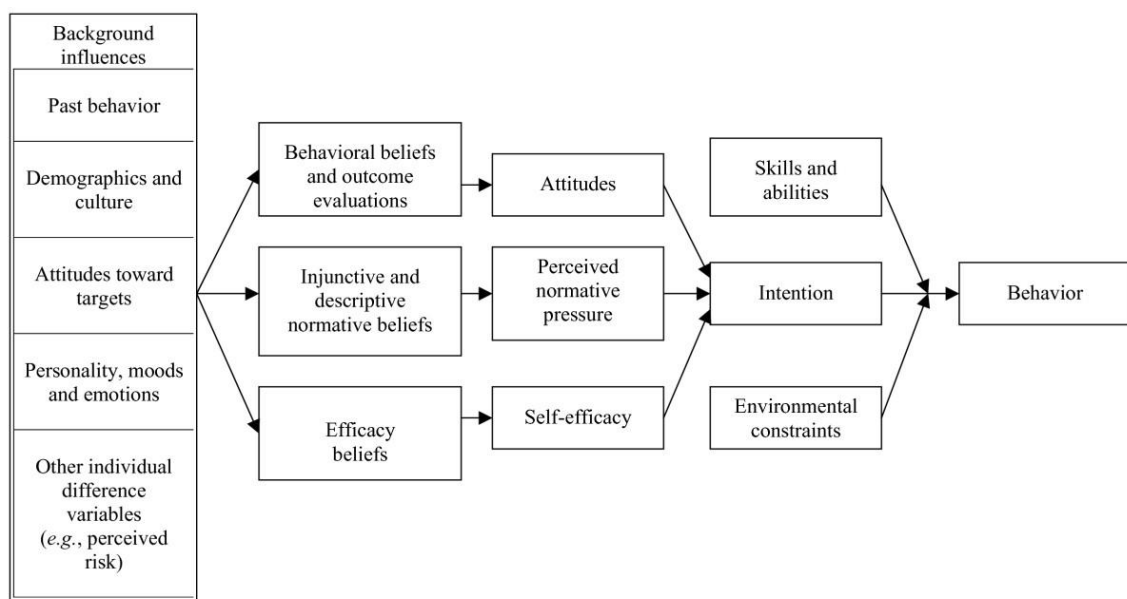 Background
influences
Past behavior
Demographics and
culture
Attitudes toward
targets
Personality, moods
and emotions
Other individual
difference
variables
(e.g., perceived
risk)
Behavioral beliefs
and outcome
evaluations
Injunctive and
descriptive
normative beliefs
Efficacy
beliefs
Attitudes
Perceived
normative
pressure
Self-efficacy
Skills and
abilities
Intention
Environmental
constraints
Behavior